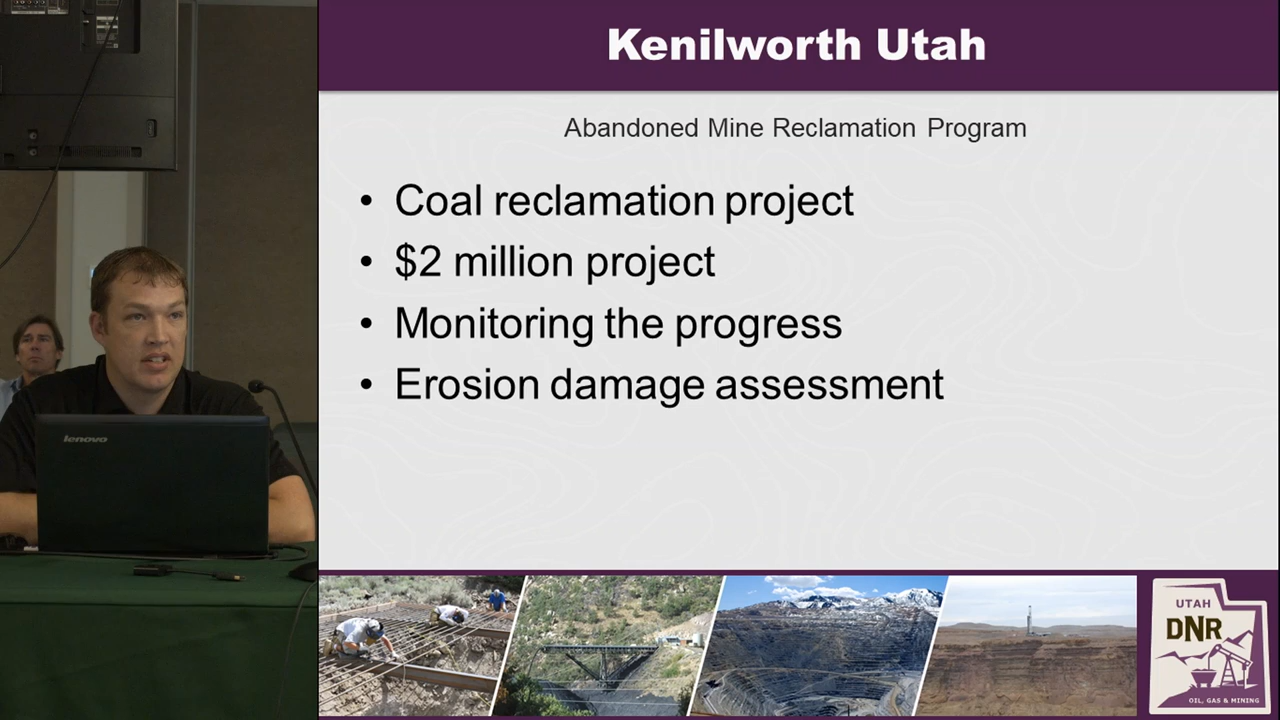 Kenilworth Utah
Abandoned Mine Reclamation Program
• Coal reclamation project
• $2 million project
• Monitoring the progress
• Erosion damage assessment
lenovo
UTAH
DNR
OIL, GAS & MINING